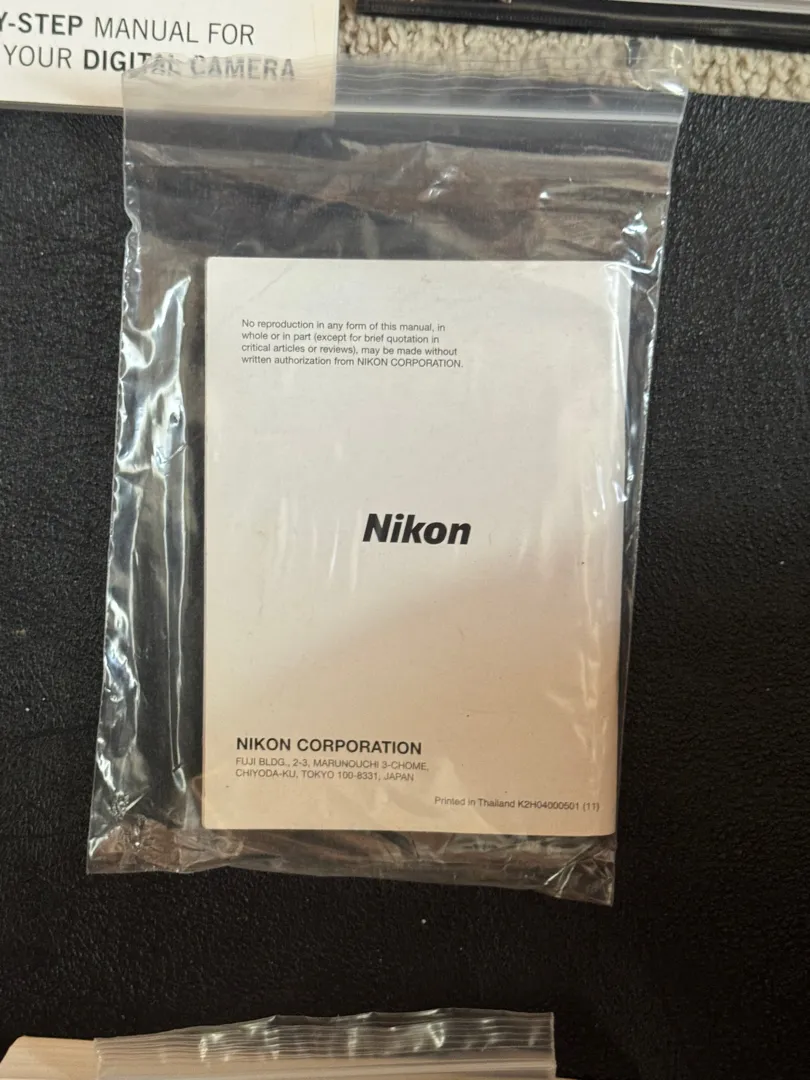 Y-STEP MANUAL FOR
YOUR DIGITAL CAMERA
No reproduction in any form of this manual, in
whole or in part (except for brief quotation in
critical articles or reviews), may be made without
written authorization from NIKON CORPORATION.
Nikon
NIKON CORPORATION
FUJI BLDG., 2-3, MARUNOUCHI 3-CHOME,
CHIYODA-KU, TOKYO 100-8331, JAPAN
Printed in Thailand K2H04000501 (11)